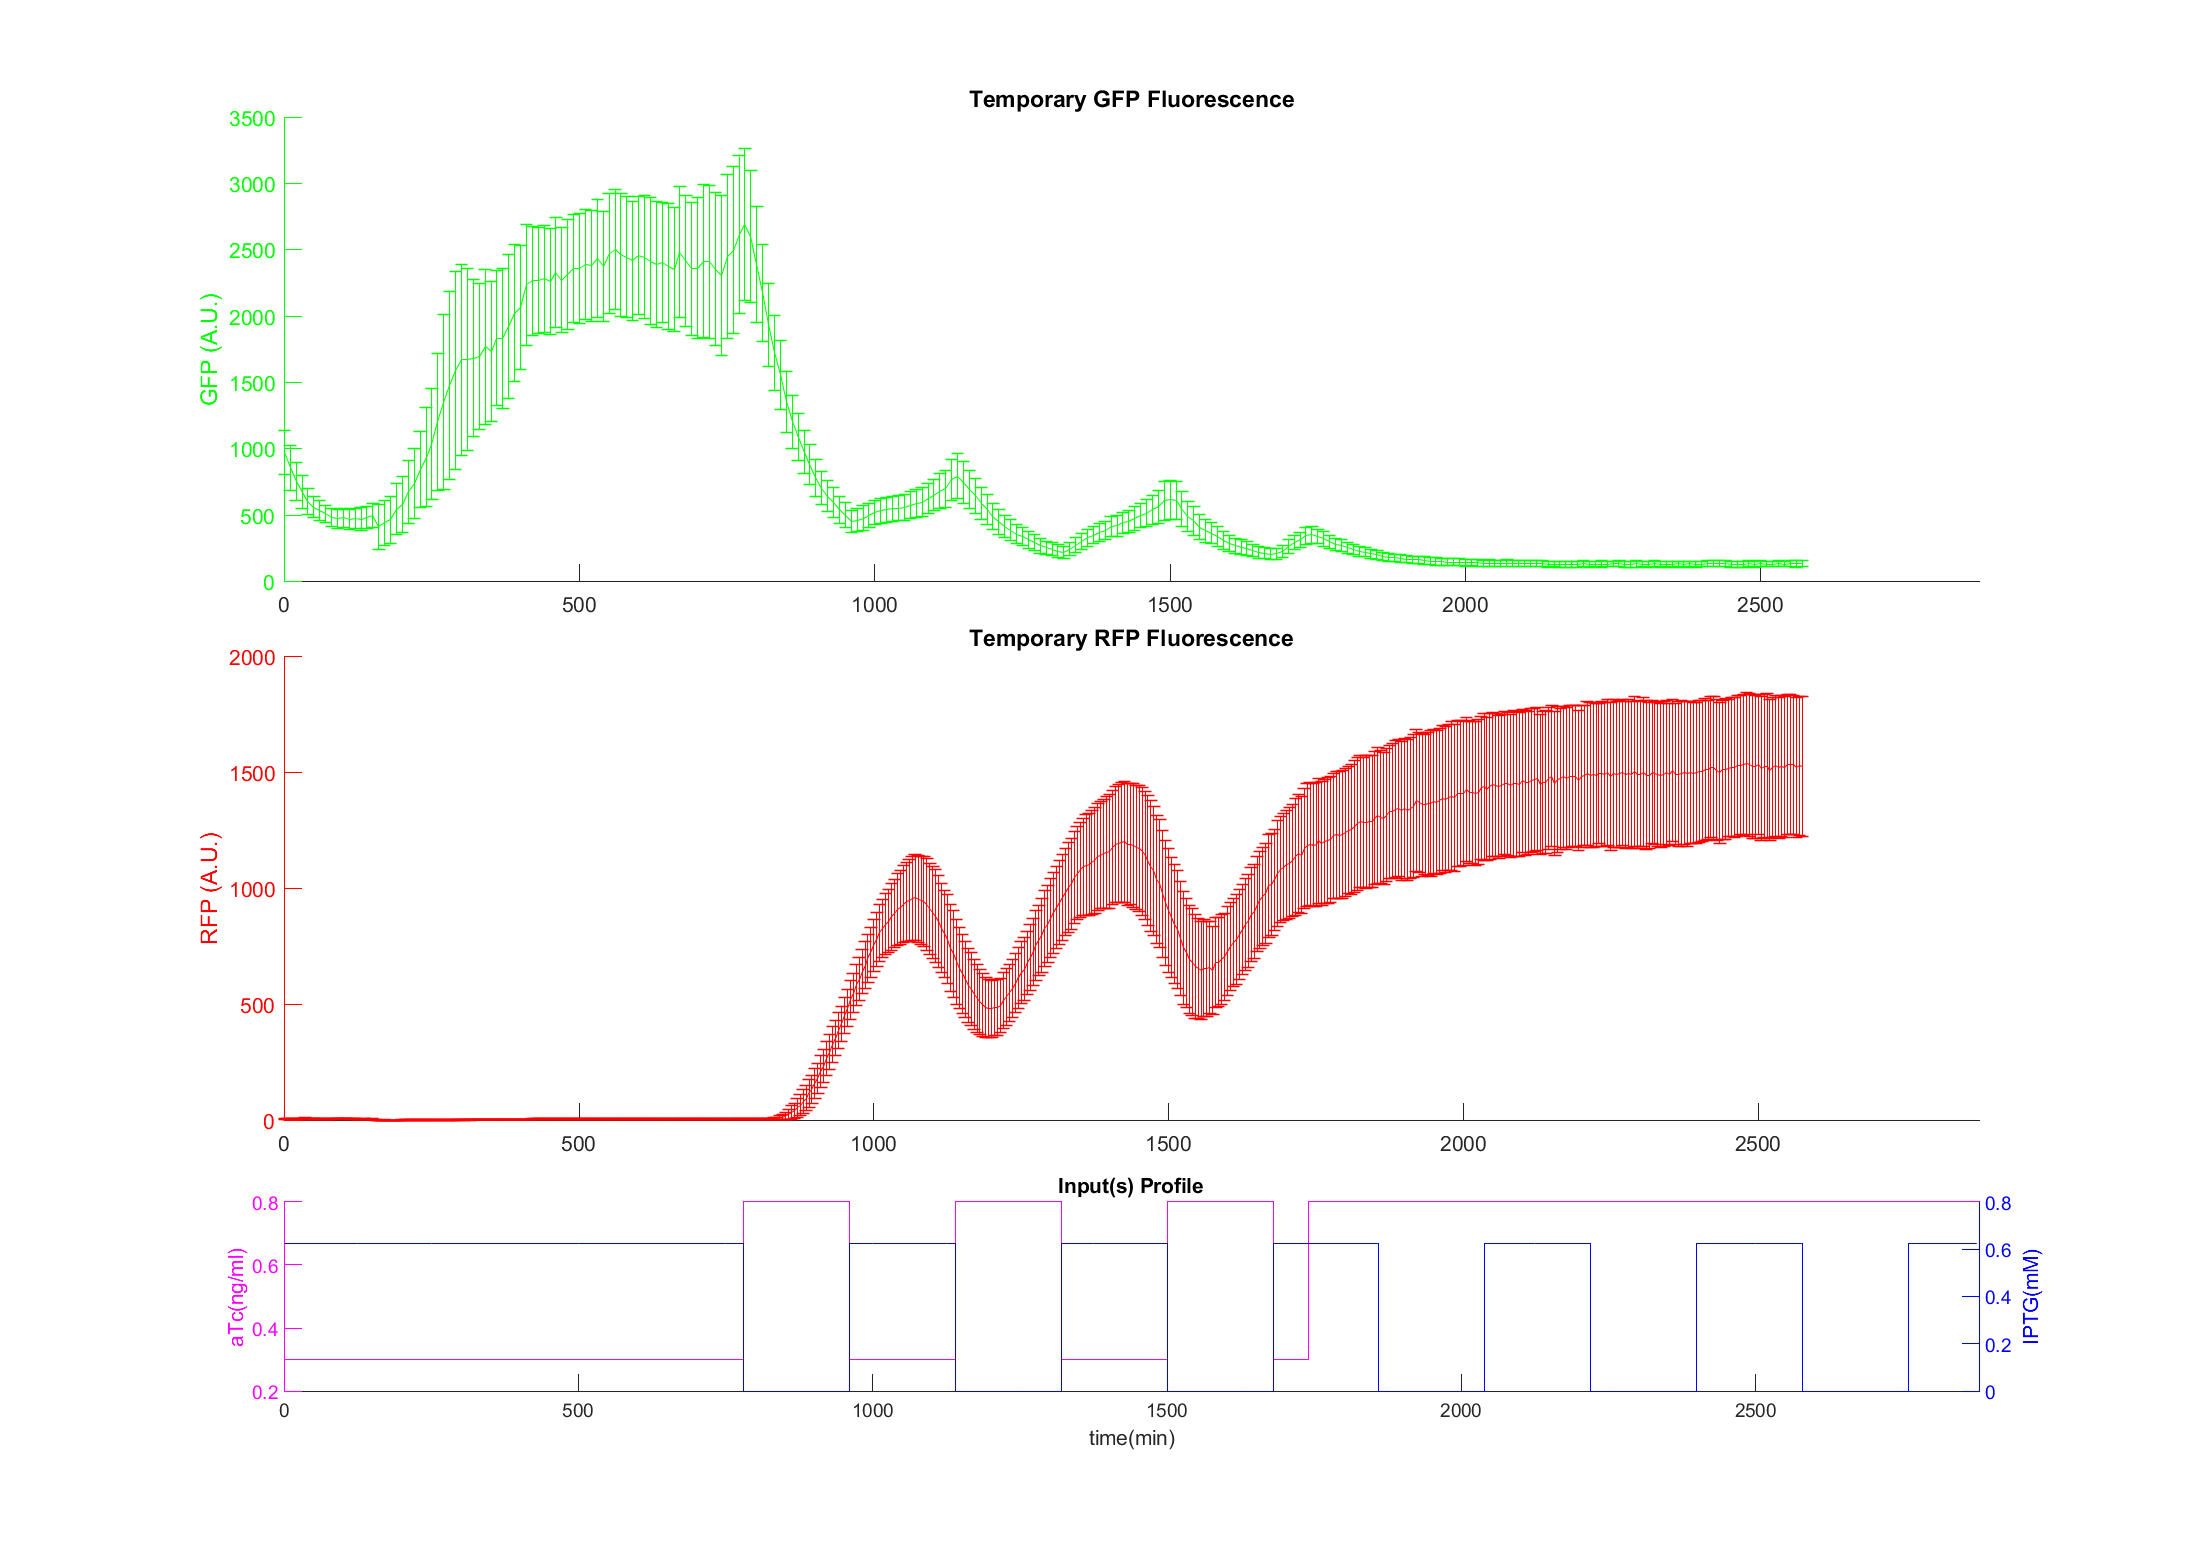 Temporary GFP Fluorescence
3500
3000
2500
2000
1500
1000
500
0
GFP (A.U.)
0 500 1000 1500 2000 2500
Temporary RFP Fluorescence
2000
1500
1000
500
0
RFP (A.U.)
0 500 1000 1500 2000 2500
Input(s) Profile
0.8
0.6
0.4
0.2
aTc(ng/ml)
0.8
0.6
0.4
0.2
0
IPTG(mM)
0 500 1000 1500 2000 2500
time(min)